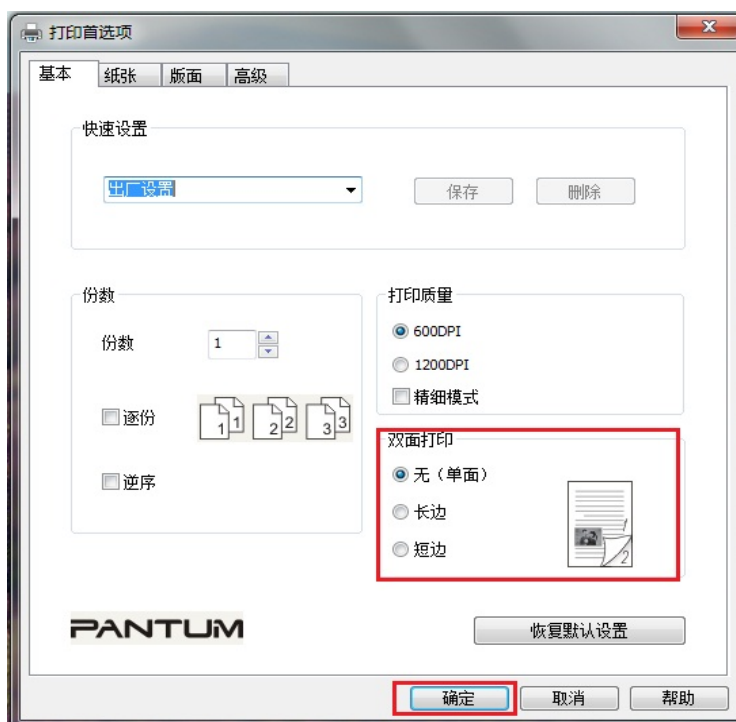 打印首选项
基本 纸张 版面 高级
快速设置
出厂设置 保存 删除
份数
份数 1
逐份 1 1 2 2 3 3
逆序
打印质量
600DPI
1200DPI
精细模式
双面打印
无（单面）
长边
短边
1
2
PANTUM 恢复默认设置
确定 取消 帮助